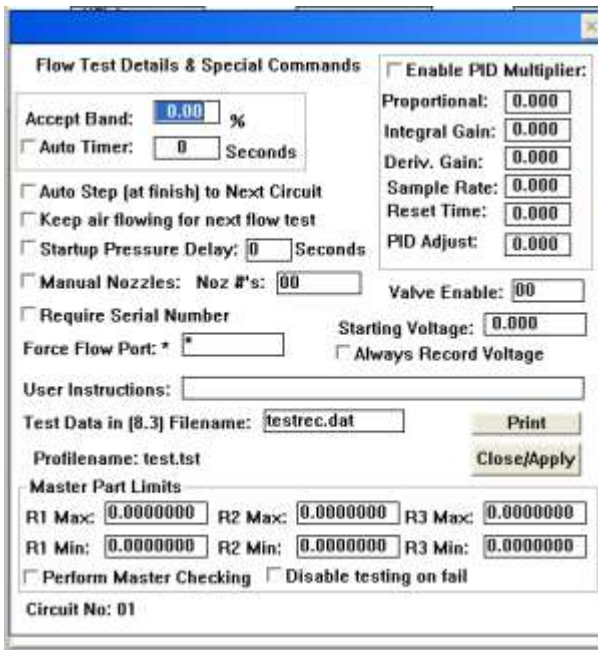 Flow Test Details & Special Commands
Enable PID Multiplier:
Accept Band: 0.00 %
Auto Timer: 0 Seconds
Proportional: 0.000
Integral Gain: 0.000
Deriv. Gain: 0.000
Sample Rate: 0.000
Reset Time: 0.000
PID Adjust: 0.000
Auto Step (at finish) to Next Circuit
Keep air flowing for next flow test
Startup Pressure Delay: 0 Seconds
Manual Nozzles: Noz #'s: 00
Valve Enable: 00
Require Serial Number
Starting Voltage: 0.000
Force Flow Port: * *
Always Record Voltage
User Instructions:
Test Data in (8.3) Filename: testrec.dat
Print
Profilename: test.tst
Close/Apply
Master Part Limits
R1 Max: 0.0000000 R2 Max: 0.0000000 R3 Max: 0.0000000
R1 Min: 0.0000000 R2 Min: 0.0000000 R3 Min: 0.0000000
Perform Master Checking Disable testing on fail
Circuit No: 01